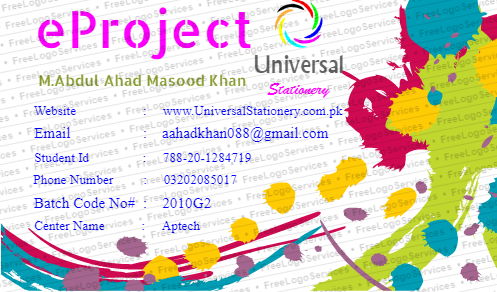 eProject
Universal
Stationery
M.Abdul Ahad Masood Khan
Website : www.UniversalStationery.com.pk
Email : aahadkhan088@gmail.com
Student Id : 788-20-1284719
Phone Number : 03202085017
Batch Code No# : 2010G2
Center Name : Aptech
FreeLogoServices